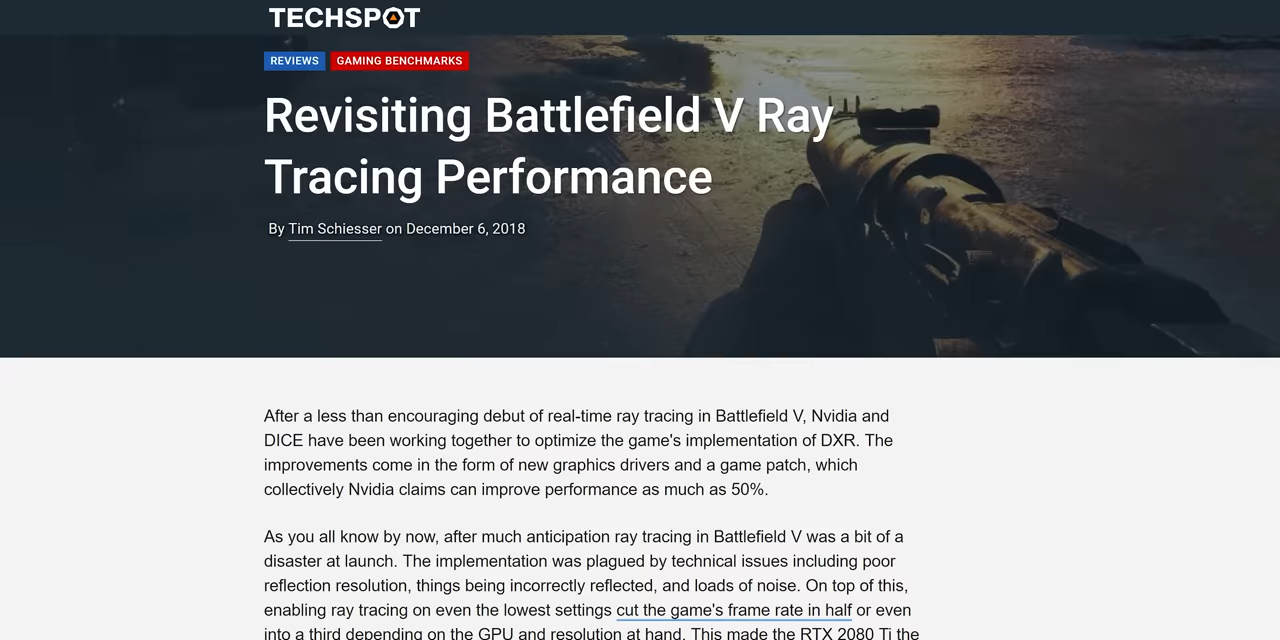 TECHSPOT
REVIEWS GAMING BENCHMARKS
Revisiting Battlefield V Ray
Tracing Performance
By Tim Schiesser on December 6, 2018
After a less than encouraging debut of real-time ray tracing in Battlefield V, Nvidia and
DICE have been working together to optimize the game's implementation of DXR. The
improvements come in the form of new graphics drivers and a game patch, which
collectively Nvidia claims can improve performance as much as 50%.
As you all know by now, after much anticipation ray tracing in Battlefield V was a bit of a
disaster at launch. The implementation was plagued by technical issues including poor
reflection resolution, things being incorrectly reflected, and loads of noise. On top of this,
enabling ray tracing on even the lowest settings cut the game's frame rate in half or even
into a third depending on the GPU and resolution at hand. This made the RTX 2080 Ti the